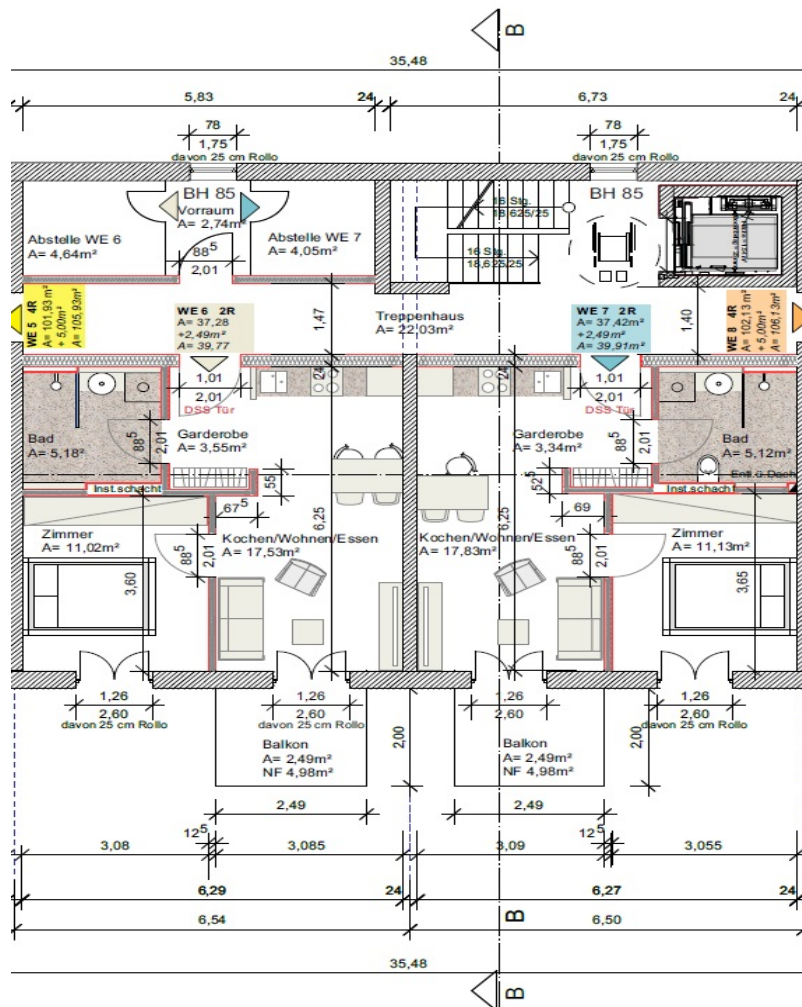 B
35,48
5,83
24
6,73
24
78
1,75
davon 25 cm Rollo
78
1,75
davon 25 cm Rollo
BH 85
Vorraum
A= 2,74m²
16 Stg.
18,625/25
BH 85
Abstelle WE 6
A= 4,64m²
88⁵
2,01
Abstelle WE 7
A= 4,05m²
16 Stg.
18,625/25
WE 5 4R
A= 101,93 m²
+ 5,00m²
A= 105,93m²
WE 6 2R
A= 37,28
+2,49m²
A= 39,77
1,47
Treppenhaus
A= 22,03m²
WE 7 2R
A= 37,42m²
+2,49m²
A= 39,91m²
1,40
WE 8 4R
A= 102,13 m²
+ 5,00m²
A= 106,13m²
1,01
2,01
DSS Tür
24
24
1,01
2,01
DSS Tür
Bad
A= 5,18m²
88⁵
2,01
Garderobe
A= 3,55m²
Garderobe
A= 3,34m²
88⁵
2,01
Bad
A= 5,12m²
Entl.ü.Dach
Inst.schacht
55
62⁵
Inst.schacht
67⁵
6,25
6,25
69
Zimmer
A= 11,02m²
88⁵
2,01
Kochen/Wohnen/Essen
A= 17,53m²
Kochen/Wohnen/Essen
A= 17,83m²
88⁵
2,01
Zimmer
A= 11,13m²
3,60
3,65
1,26
2,60
davon 25 cm Rollo
1,26
2,60
davon 25 cm Rollo
1,26
2,60
1,26
2,60
davon 25 cm Rollo
Balkon
A= 2,49m²
NF 4,98m²
2,00
Balkon
A= 2,49m²
NF 4,98m²
2,00
2,49
2,49
12⁵
12⁵
3,08
3,085
3,09
3,055
6,29
24
6,27
24
6,54
B
6,50
35,48
B